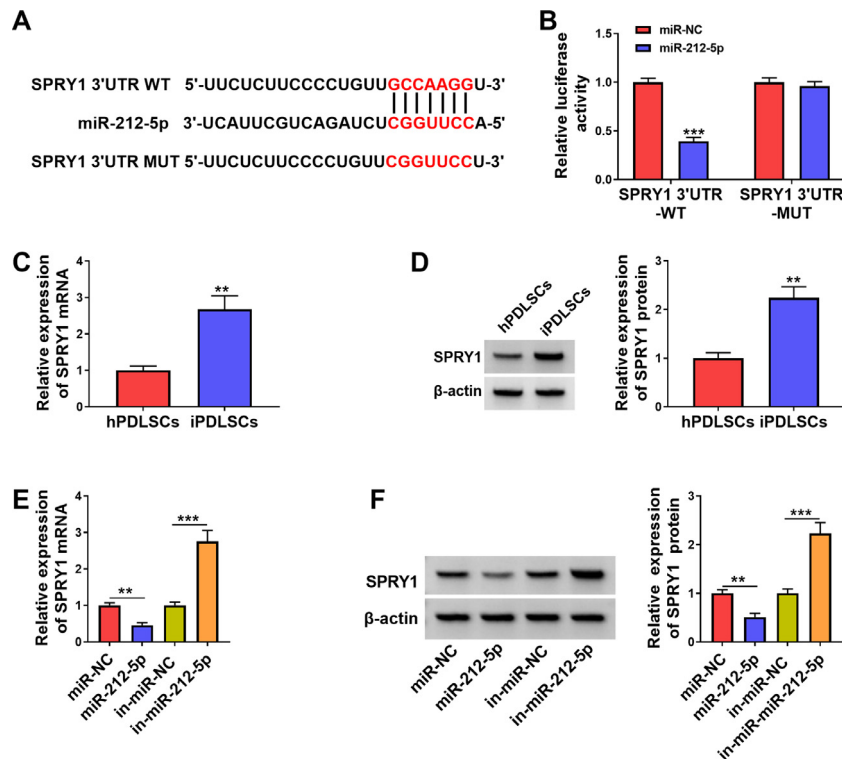 A
SPRY1 3'UTR WT 5'-UUCUCUUCCCCUGUUGCCAAGGU-3'
miR-212-5p 3'-UCAUUCGUCAGAUCUCGGUUCCA-5'
SPRY1 3'UTR MUT 5'-UUCUCUUCCCCUGUUCGGUUCCU-3'
B
miR-NC
miR-212-5p
Relative luciferase
activity
1.5
1.0
0.5
0.0
***
SPRY1 3'UTR
-WT
SPRY1 3'UTR
-MUT
C
Relative expression
of SPRY1 mRNA
4
3
2
1
0
**
hPDLSCs
iPDLSCs
D
hPDLSCs
iPDLSCs
SPRY1
β-actin
Relative expression
of SPRY1 protein
3
2
1
0
**
hPDLSCs
iPDLSCs
E
Relative expression
of SPRY1 mRNA
4
3
2
1
0
**
***
miR-NC
miR-212-5p
in-miR-NC
in-miR-212-5p
F
SPRY1
β-actin
miR-NC
miR-212-5p
in-miR-NC
in-miR-212-5p
Relative expression
of SPRY1 protein
3
2
1
0
**
***
miR-NC
miR-212-5p
in-miR-NC
in-miR-miR-212-5p